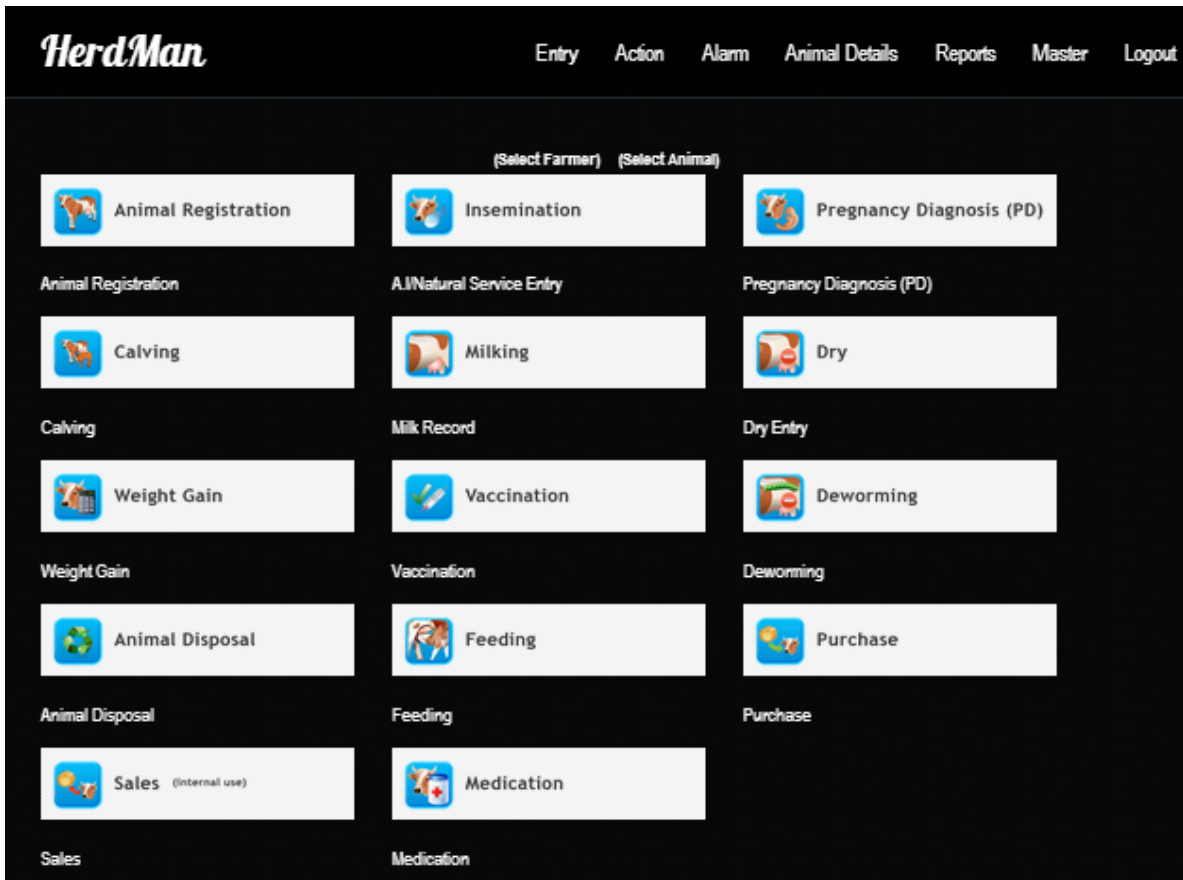 HerdMan
Entry Action Alarm Animal Details Reports Master Logout
(Select Farmer) (Select Animal)
Animal Registration Insemination Pregnancy Diagnosis (PD)
Animal Registration A.I/Natural Service Entry Pregnancy Diagnosis (PD)
Calving Milking Dry
Calving Milk Record Dry Entry
Weight Gain Vaccination Deworming
Weight Gain Vaccination Deworming
Animal Disposal Feeding Purchase
Animal Disposal Feeding Purchase
Sales (Internal use) Medication
Sales Medication